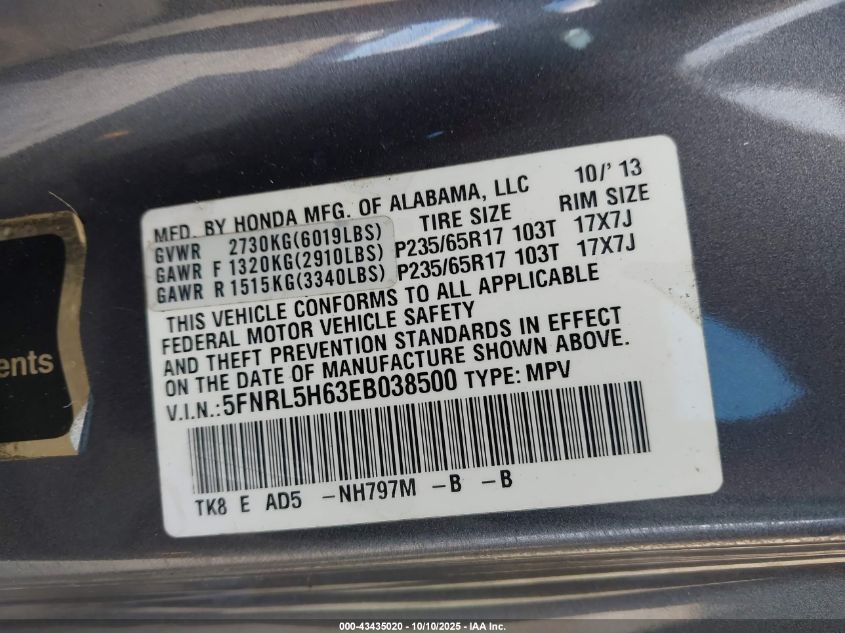 MFD. BY HONDA MFG. OF ALABAMA, LLC 10/'13
TIRE SIZE RIM SIZE
GVWR 2730KG(6019LBS)
GAWR F 1320KG(2910LBS) P235/65R17 103T 17X7J
GAWR R 1515KG(3340LBS) P235/65R17 103T 17X7J
THIS VEHICLE CONFORMS TO ALL APPLICABLE
FEDERAL MOTOR VEHICLE SAFETY
AND THEFT PREVENTION STANDARDS IN EFFECT
ON THE DATE OF MANUFACTURE SHOWN ABOVE.
V.I.N.:5FNRL5H63EB038500 TYPE: MPV
TK8 E AD5 -NH797M -B -B
ents
000-43435020 - 10/10/2025 - IAA Inc.